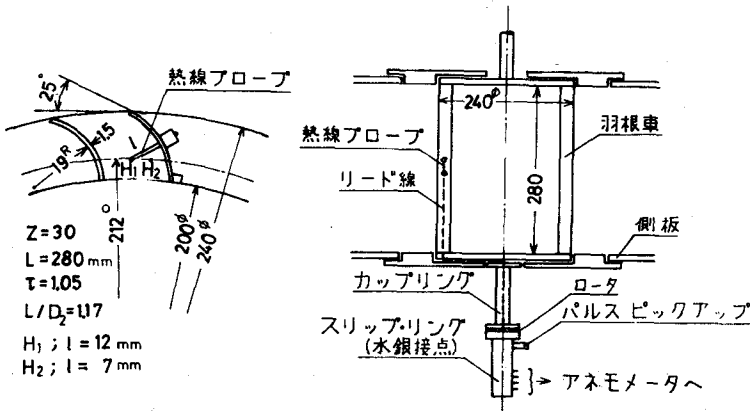 25°
熱線プローブ
1.5
l
19R
H₁ H₂
212
200φ
240φ
Z=30
L=280 mm
τ=1.05
L/D₂=1.17
H₁ ; l = 12 mm
H₂ ; l = 7 mm
240φ
羽根車
熱線プローブ
リード線
280
側板
カップリング
ロータ
パルス ピックアップ
スリップ・リング
(水銀接点)
→ アネモメータへ